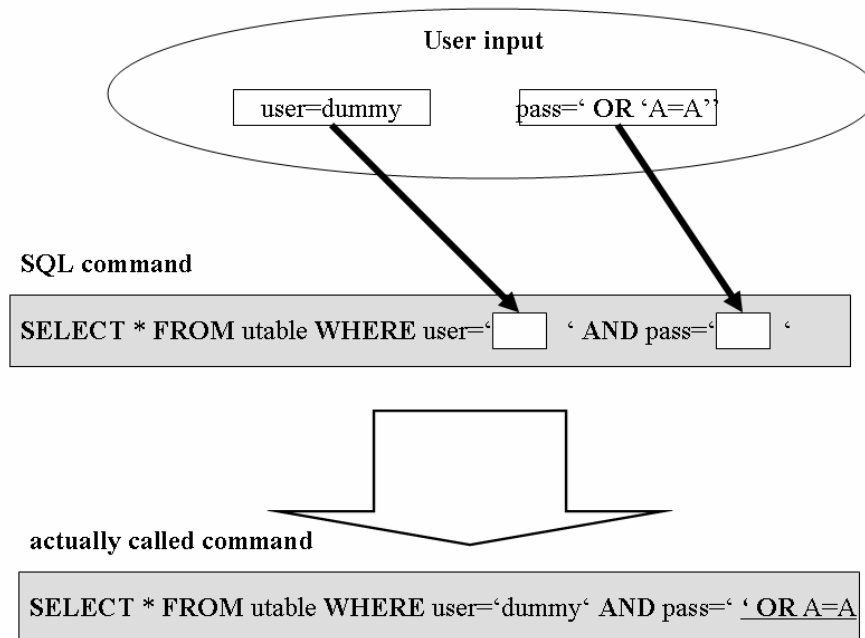 User input
user=dummy
pass=‘ OR ‘A=A’’
SQL command
SELECT * FROM utable WHERE user=‘ ‘ AND pass=‘ ‘
actually called command
SELECT * FROM utable WHERE user=‘dummy‘ AND pass=‘ ‘ OR A=A